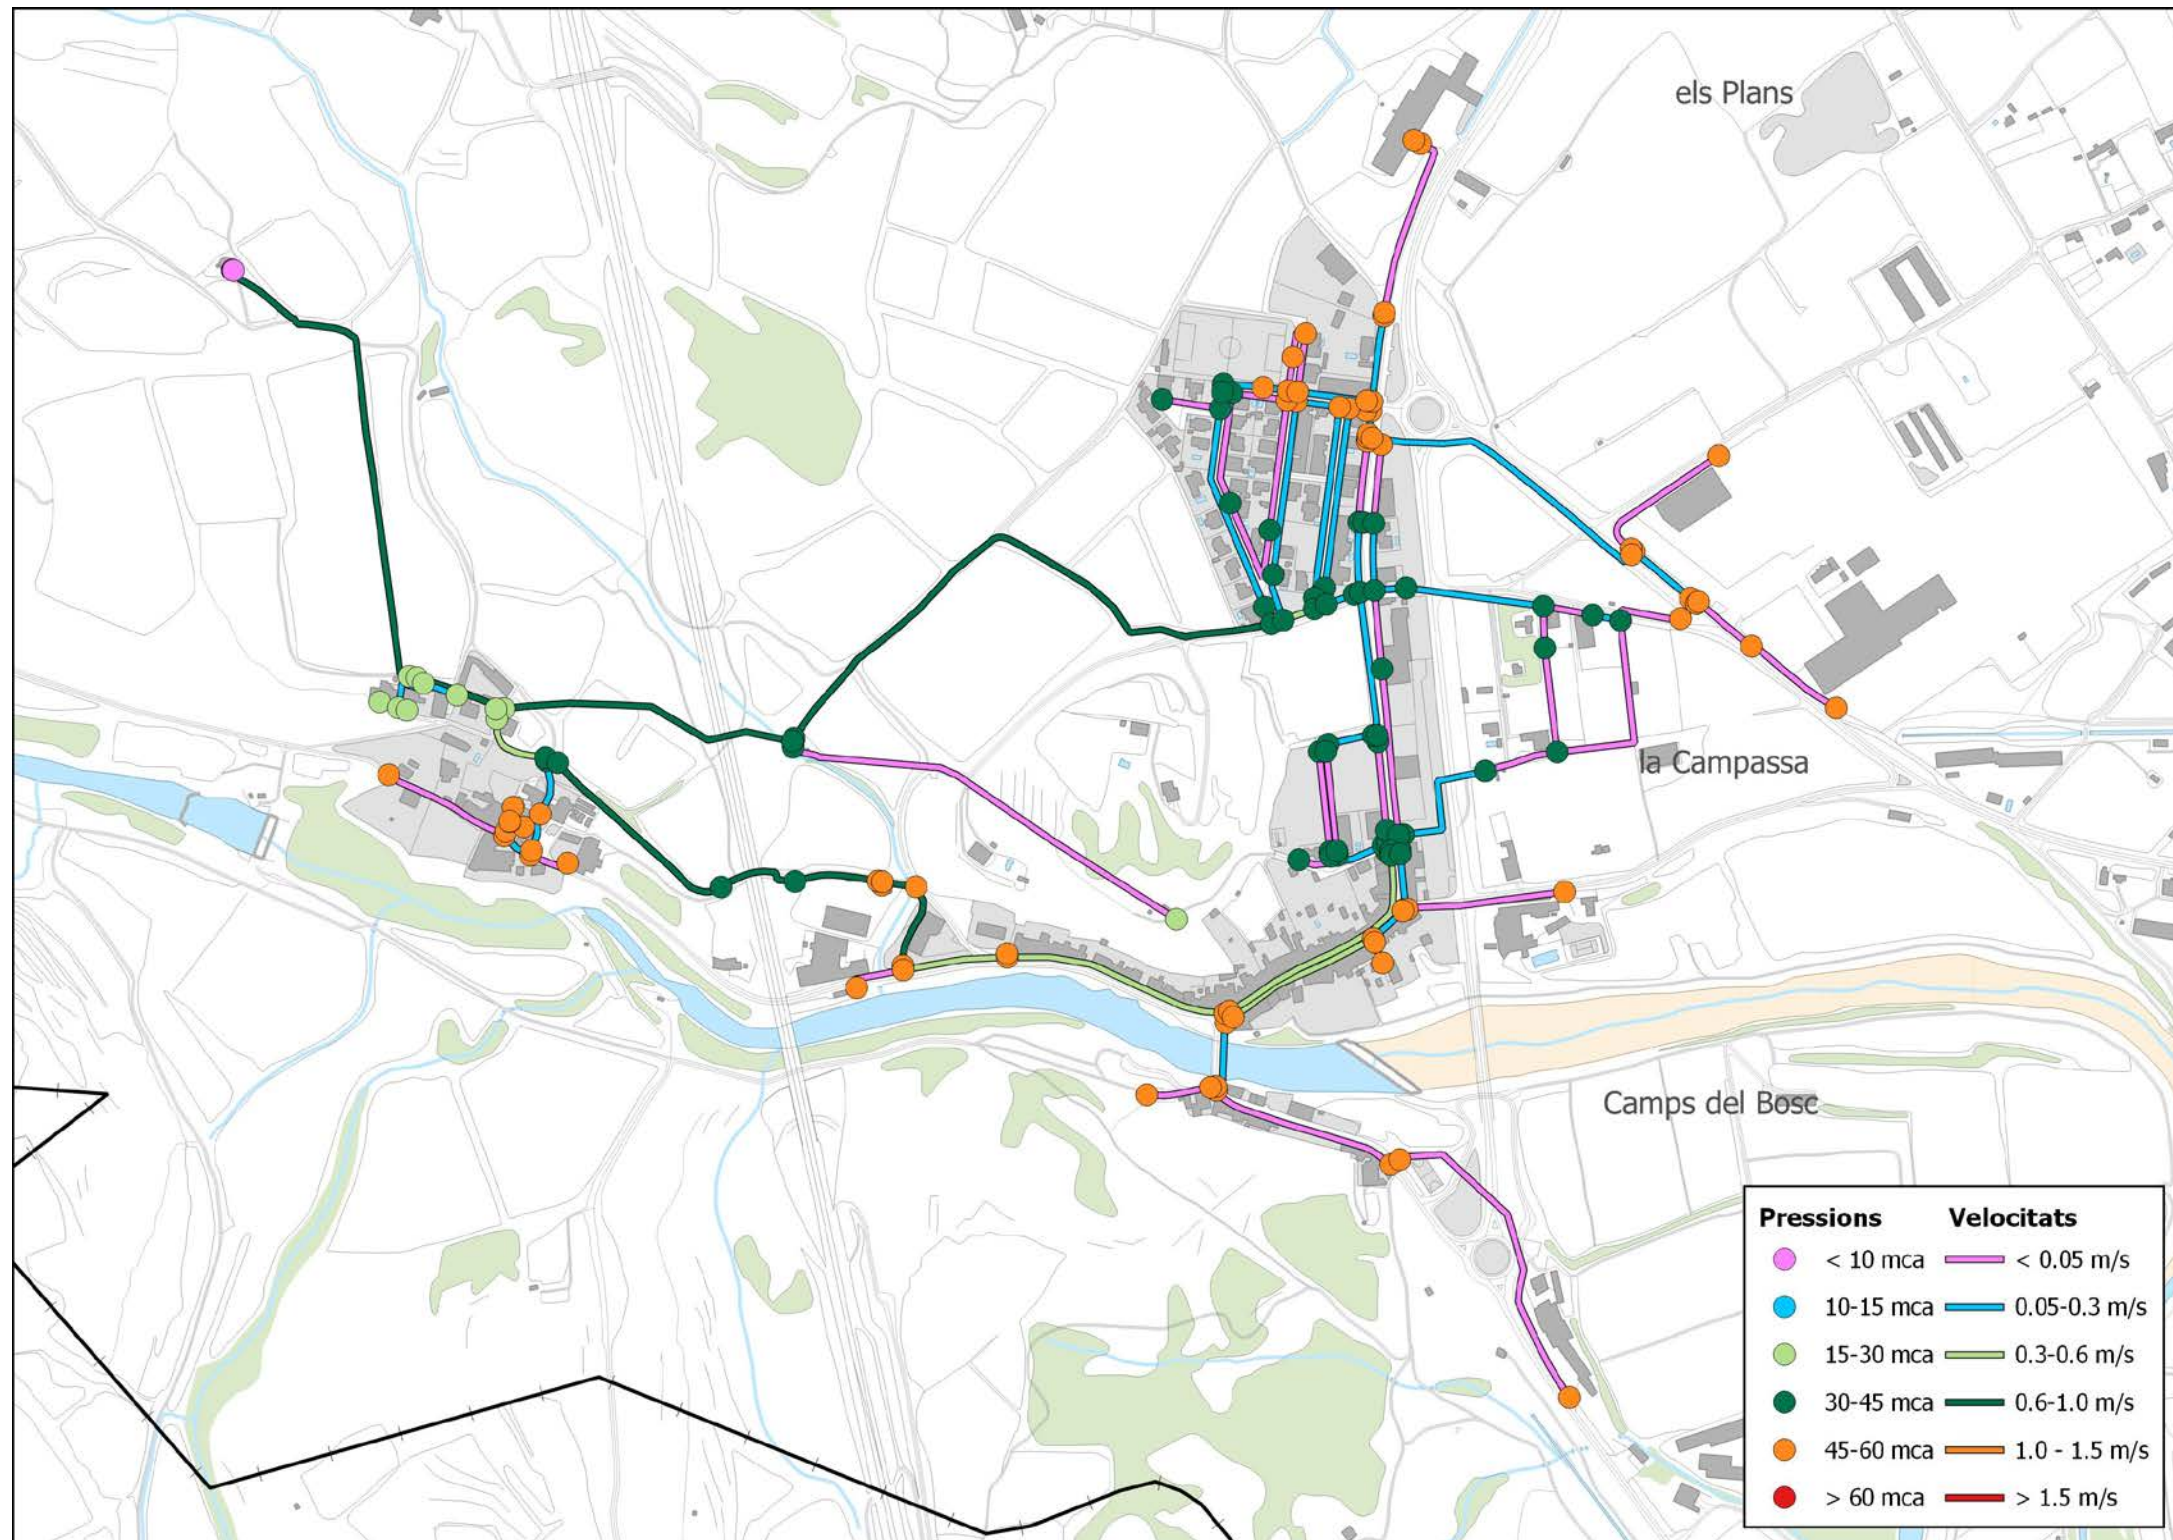 els Plans
la Campassa
Camps del Bosc
Pressions Velocitats
< 10 mca < 0.05 m/s
10-15 mca 0.05-0.3 m/s
15-30 mca 0.3-0.6 m/s
30-45 mca 0.6-1.0 m/s
45-60 mca 1.0 - 1.5 m/s
> 60 mca > 1.5 m/s